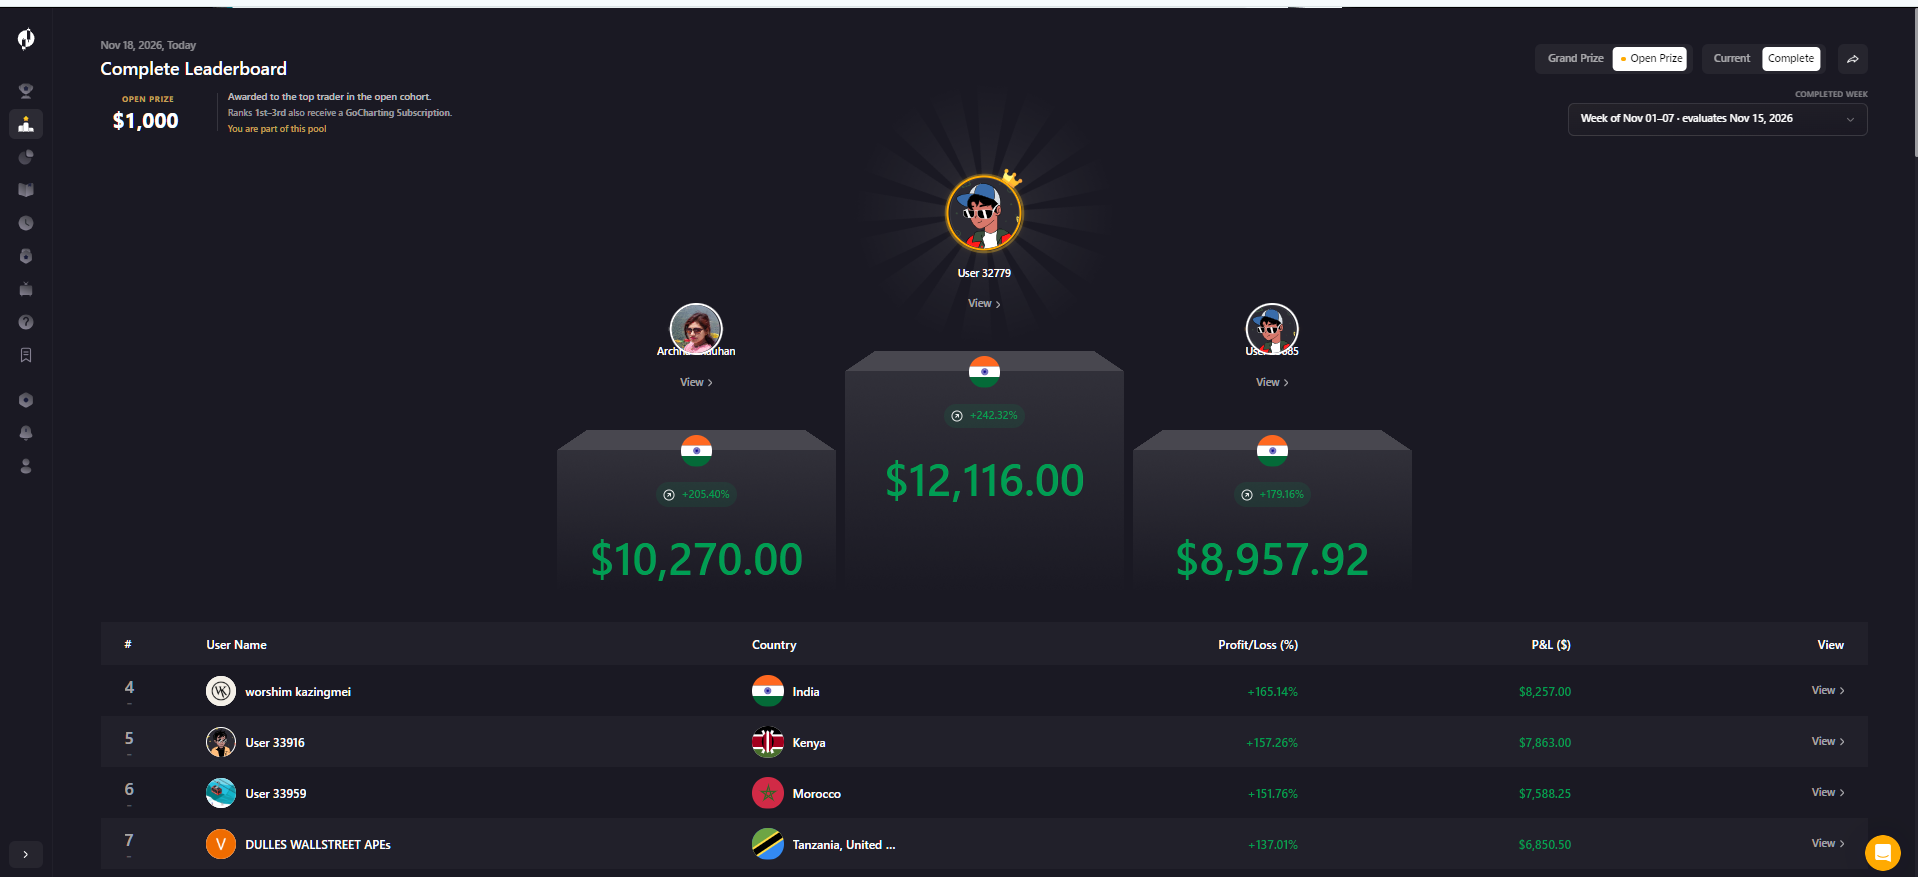 Nov 18, 2026, Today
Complete Leaderboard
Grand Prize Open Prize Current Complete
OPEN PRIZE
$1,000
Awarded to the top trader in the open cohort.
Ranks 1st–3rd also receive a GoCharting Subscription.
You are part of this pool
COMPLETED WEEK
Week of Nov 01–07 · evaluates Nov 15, 2026
User 32779
View
View
View
+242.32%
$12,116.00
+205.40%
$10,270.00
+179.16%
$8,957.92
# User Name Country Profit/Loss (%) P&L ($) View
4 worshim kazingmei India +165.14% $8,257.00 View
5 User 33916 Kenya +157.26% $7,863.00 View
6 User 33959 Morocco +151.76% $7,588.25 View
7 V DULLES WALLSTREET APEs Tanzania, United ... +137.01% $6,850.50 View